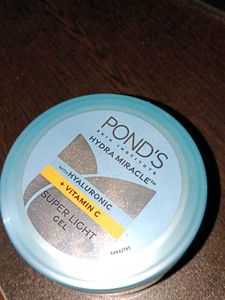 POND'S
SKIN INSTITUTE
HYDRA MIRACLE™
WITH HYALURONIC
+ VITAMIN C
SUPER LIGHT
GEL